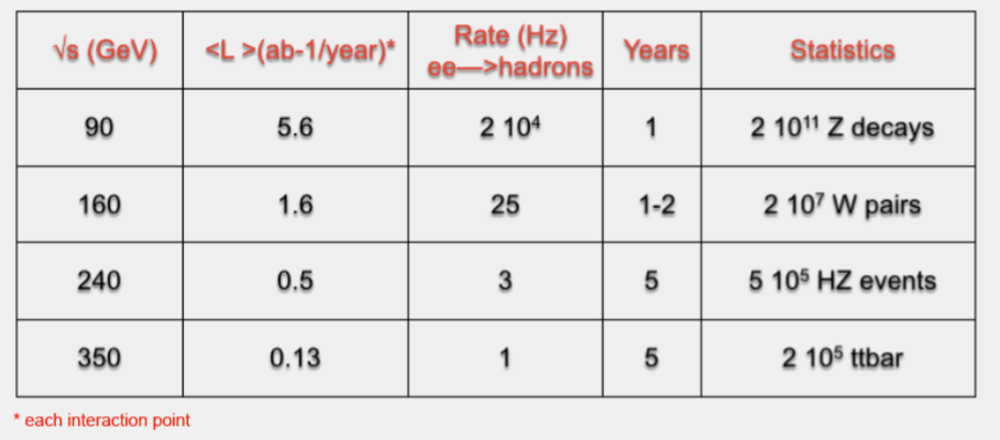 √s (GeV) <L >(ab-1/year)* Rate (Hz) Years Statistics
ee—>hadrons
90 5.6 2 10⁴ 1 2 10¹¹ Z decays
160 1.6 25 1-2 2 10⁷ W pairs
240 0.5 3 5 5 10⁵ HZ events
350 0.13 1 5 2 10⁵ ttbar
* each interaction point